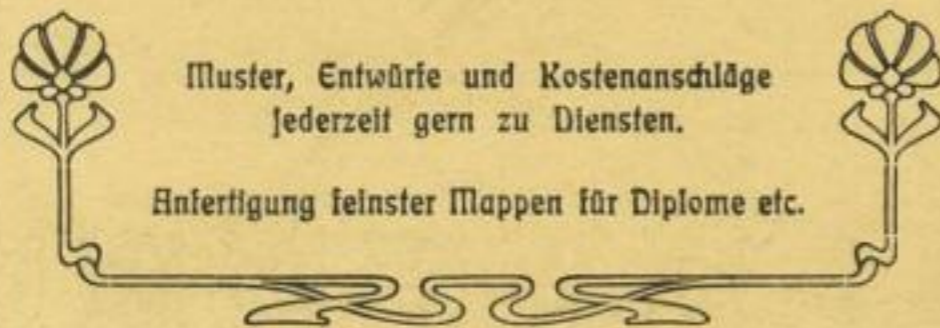 Muster, Entwürfe und Kostenanschläge
jederzeit gern zu Diensten.
Anfertigung feinster Mappen für Diplome etc.